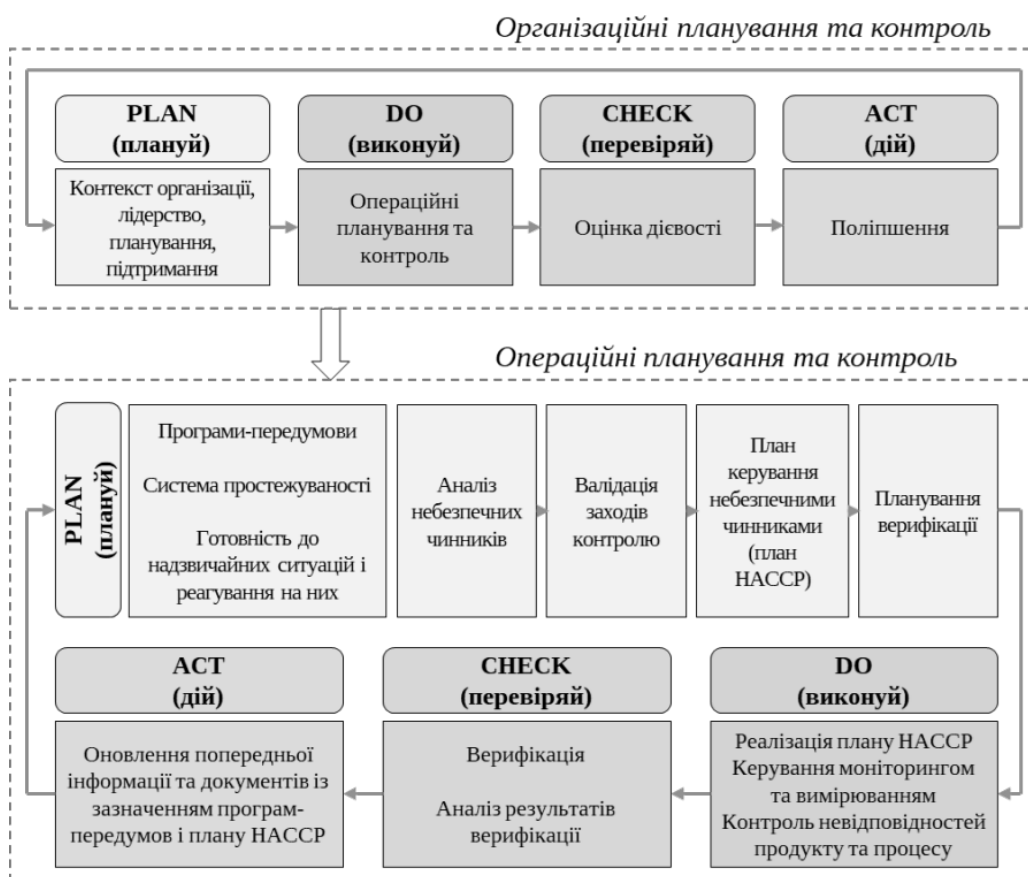 Організаційні планування та контроль
PLAN
(плануй)
DO
(виконуй)
CHECK
(перевіряй)
ACT
(дій)
Контекст організації,
лідерство,
планування,
підтримання
Операційні
планування та
контроль
Оцінка дієвості
Поліпшення
Операційні планування та контроль
PLAN
(плануй)
Програми-передумови
Система простежуваності
Готовність до
надзвичайних ситуацій і
реагування на них
Аналіз
небезпечних
чинників
Валідація
заходів
контролю
План
керування
небезпечними
чинниками
(план
НАССР)
Планування
верифікації
ACT
(дій)
CHECK
(перевіряй)
DO
(виконуй)
Оновлення попередньої
інформації та документів із
зазначенням програм-
передумов і плану НАССР
Верифікація
Аналіз результатів
верифікації
Реалізація плану НАССР
Керування моніторингом
та вимірюванням
Контроль невідповідностей
продукту та процесу